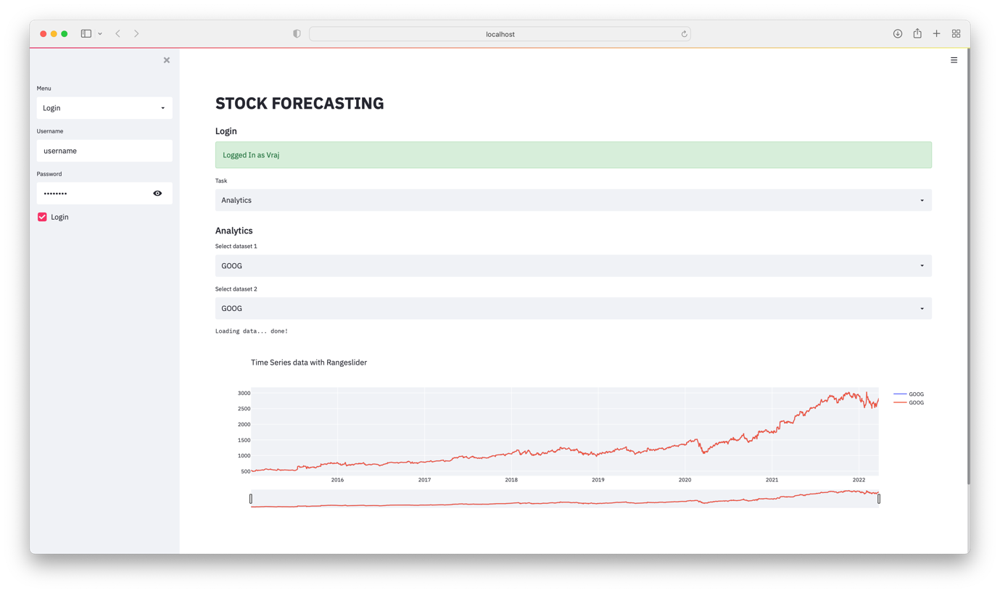 localhost
Menu
Login
Username
username
Password
••••••••
Login
STOCK FORECASTING
Login
Logged In as Vraj
Task
Analytics
Analytics
Select dataset 1
GOOG
Select dataset 2
GOOG
Loading data... done!
Time Series data with Rangeslider
3000
2500
2000
1500
1000
500
2016 2017 2018 2019 2020 2021 2022
GOOG
GOOG